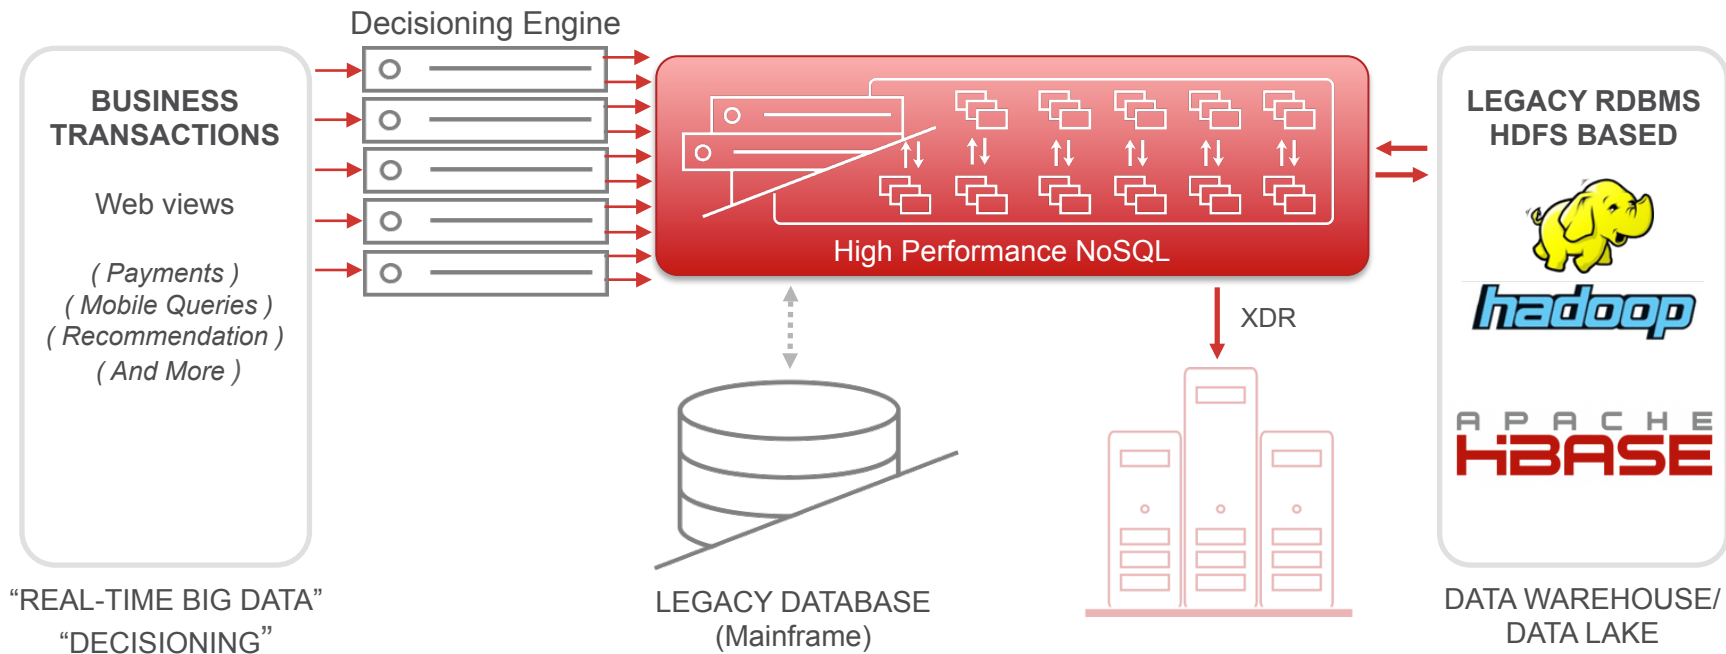 Decisioning Engine
BUSINESS
TRANSACTIONS
Web views
( Payments )
( Mobile Queries )
( Recommendation )
( And More )
“REAL-TIME BIG DATA”
“DECISIONING”
High Performance NoSQL
XDR
LEGACY DATABASE
(Mainframe)
LEGACY RDBMS
HDFS BASED
hadoop
APACHE
HBASE
DATA WAREHOUSE/
DATA LAKE